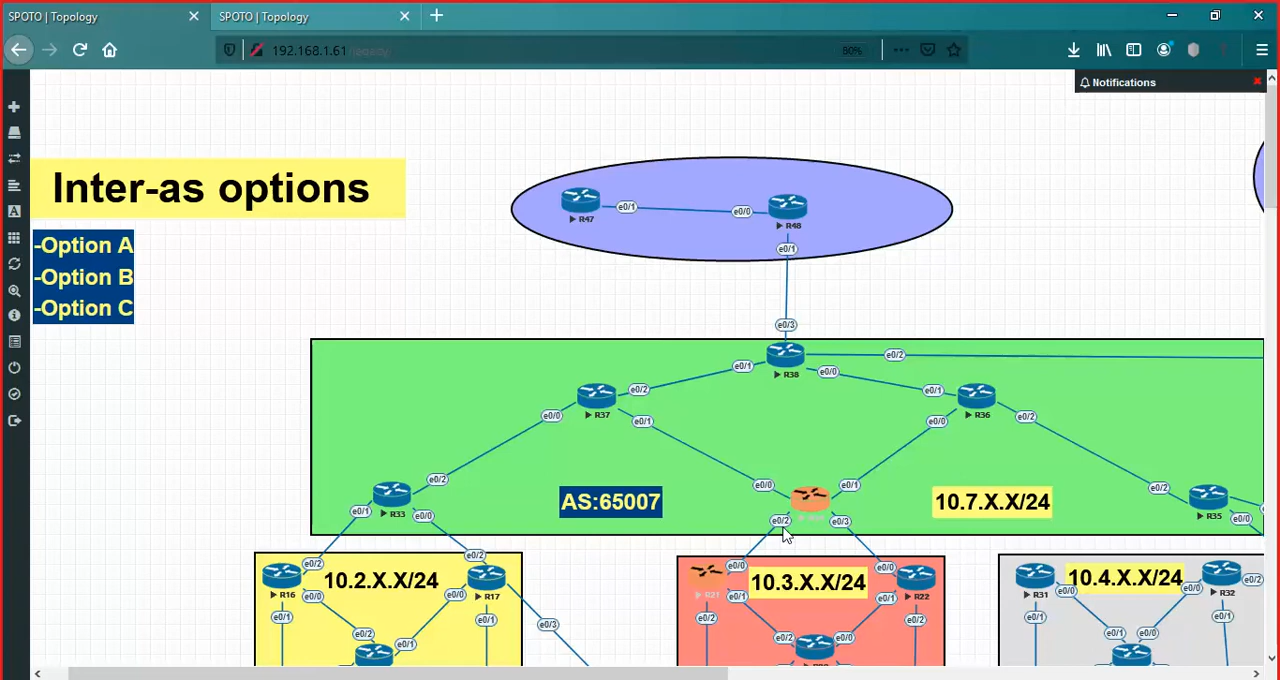 SPOTO | Topology
SPOTO | Topology
192.168.1.61/legacy
80%
Notifications
Inter-as options
-Option A
-Option B
-Option C
R47
e0/1
e0/0
R48
e0/1
e0/3
R38
e0/1
e0/2
e0/0
R37
e0/2
e0/0
e0/1
e0/1
R36
e0/0
e0/2
e0/2
R33
e0/1
e0/0
AS:65007
e0/0
e0/1
e0/2
e0/3
10.7.X.X/24
e0/2
R35
e0/0
e0/2
R16
e0/0
e0/1
10.2.X.X/24
e0/2
R17
e0/0
e0/1
e0/3
e0/2
e0/1
e0/0
R21
e0/1
e0/2
10.3.X.X/24
e0/0
R22
e0/1
e0/2
e0/2
e0/0
R31
e0/0
e0/1
10.4.X.X/24
R32
e0/2
e0/0
e0/1
e0/1
e0/0